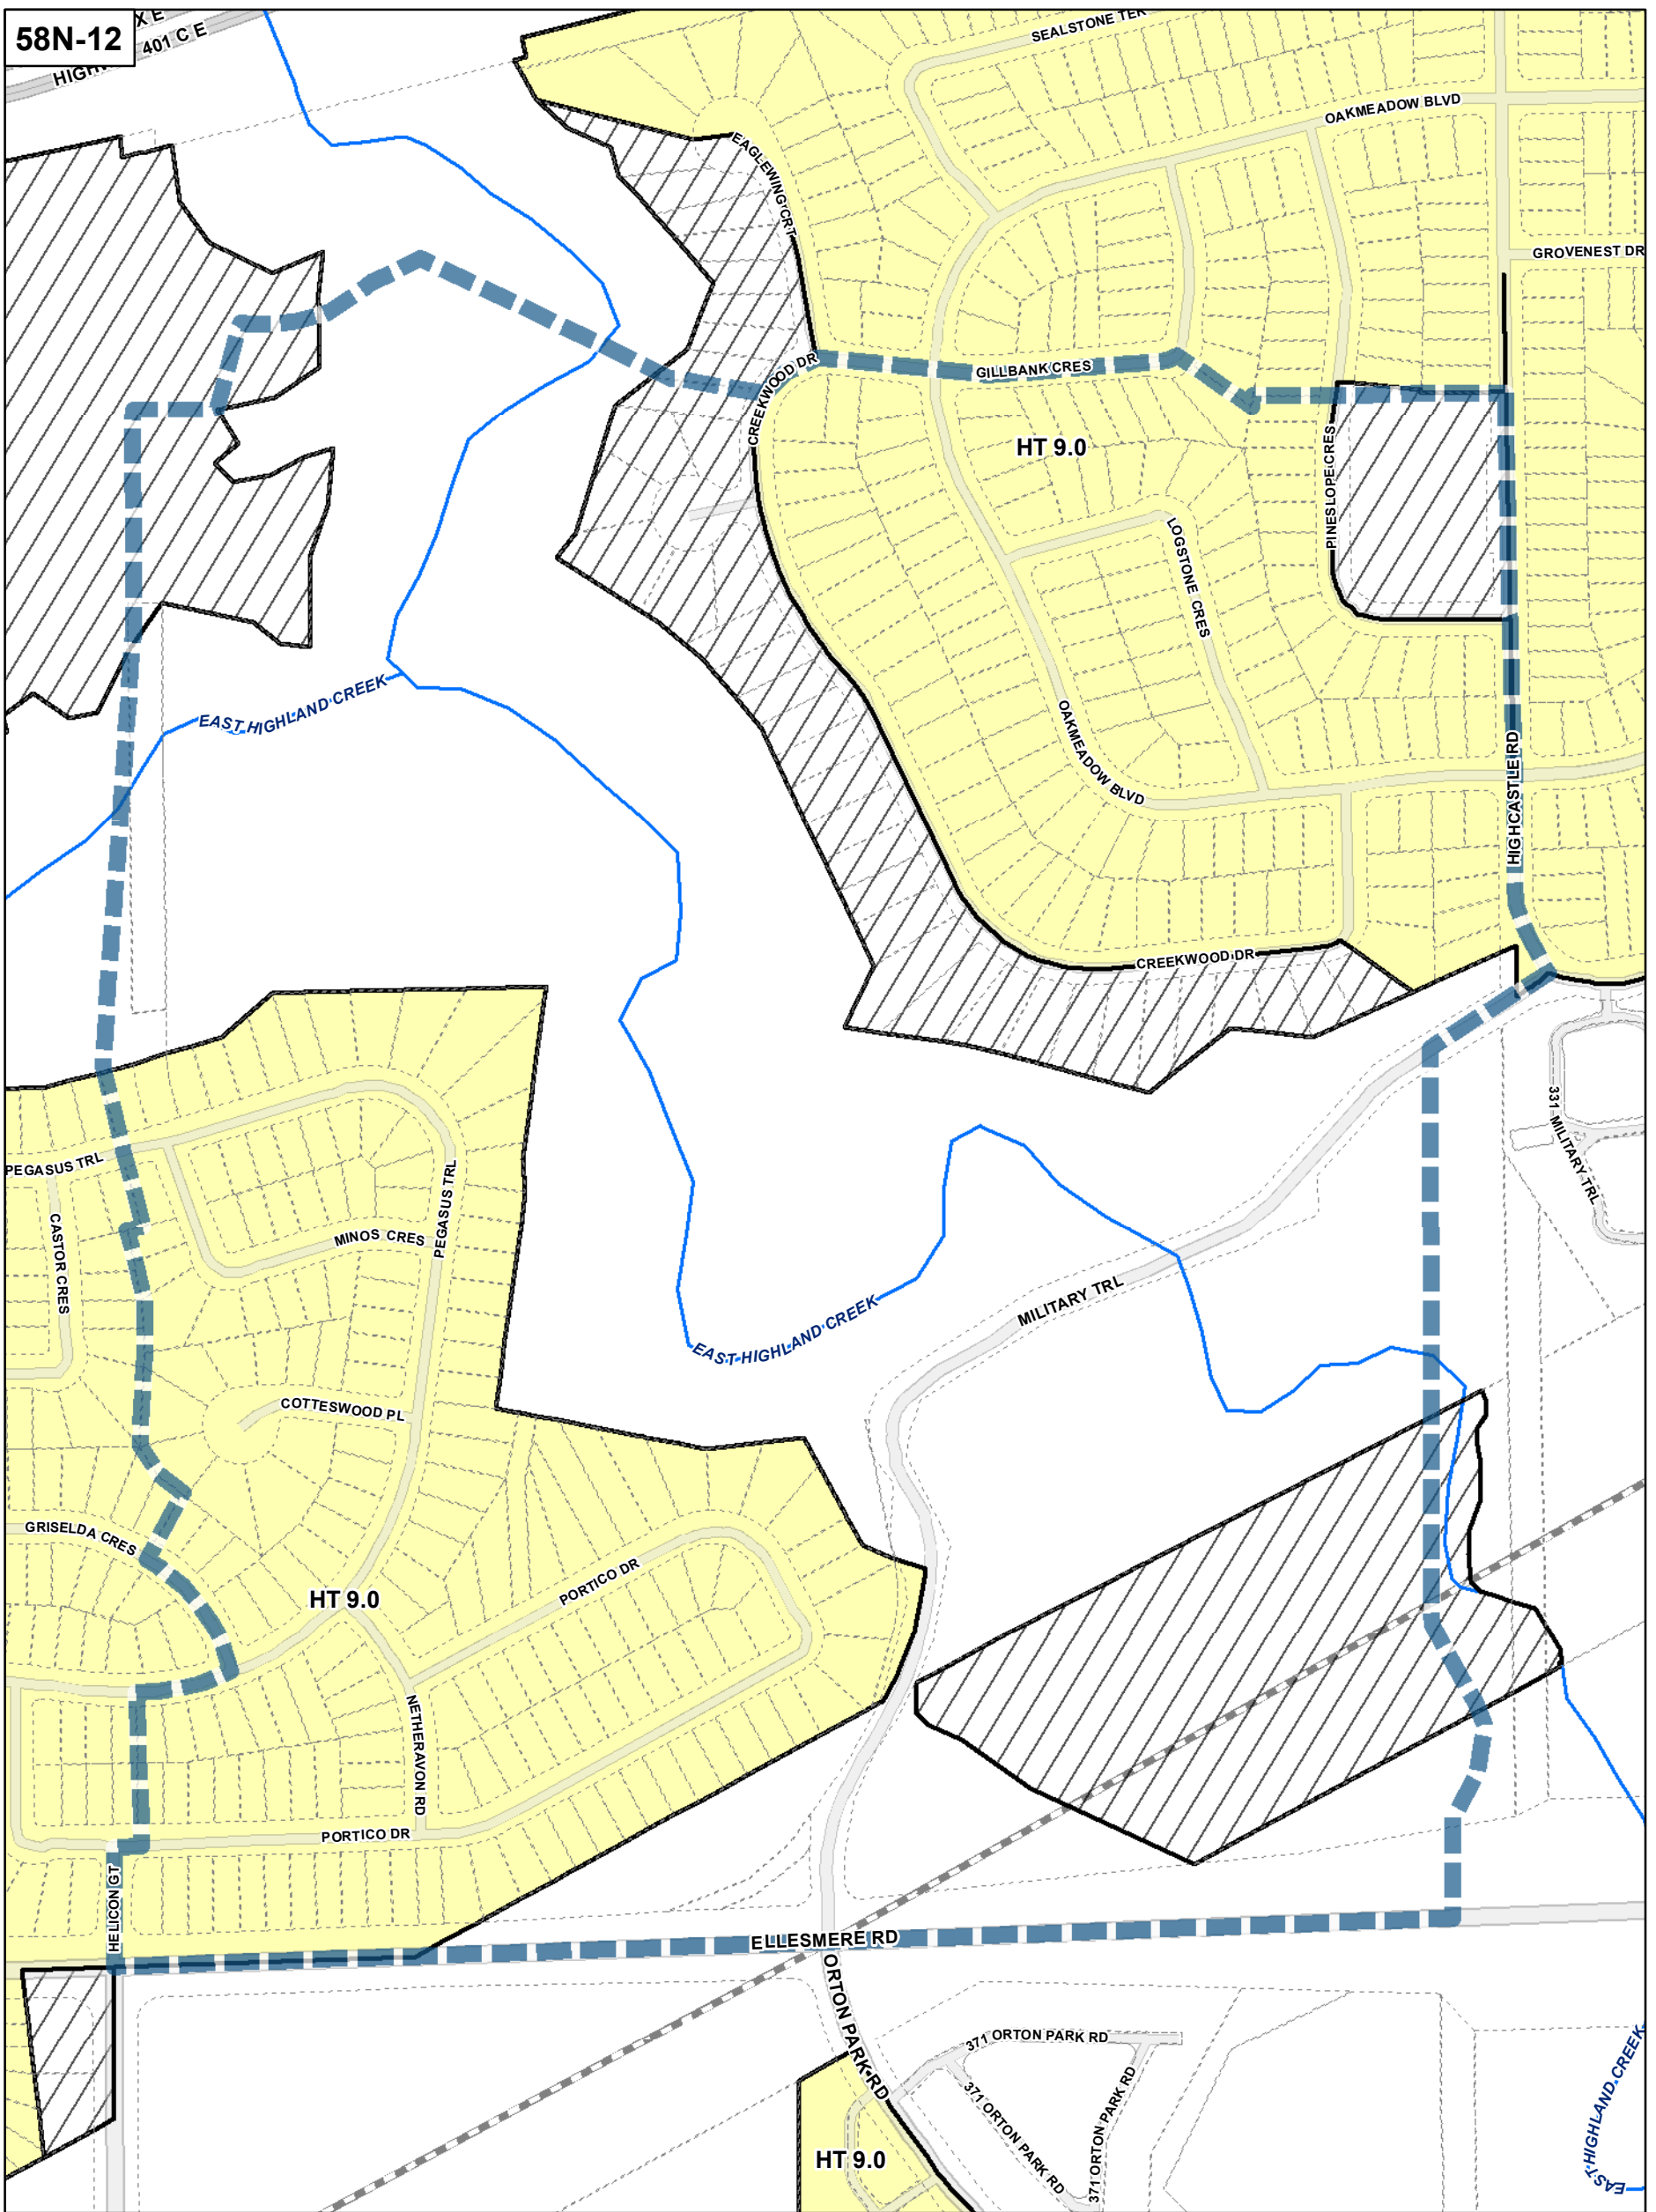 58N-12
401 C E
SEALSTONE TER
OAKMEADOW BLVD
EAGLEWING CRT
GROVENEST DR
CREEKWOOD DR
GILLBANK CRES
HT 9.0
PINESLOPE CRES
LOGSTONE CRES
EAST HIGHLAND CREEK
OAKMEADOW BLVD
HIGHCASTLE RD
CREEKWOOD DR
331 MILITARY TRL
PEGASUS TRL
PEGASUS TRL
CASTOR CRES
MINOS CRES
MILITARY TRL
EAST HIGHLAND CREEK
COTTESWOOD PL
GRISELDA CRES
HT 9.0
PORTICO DR
NETHERAVON RD
PORTICO DR
HELICON GT
ELLESMERE RD
ORTON PARK RD
371 ORTON PARK RD
371 ORTON PARK RD
371 ORTON PARK RD
EAST HIGHLAND CREEK
HT 9.0